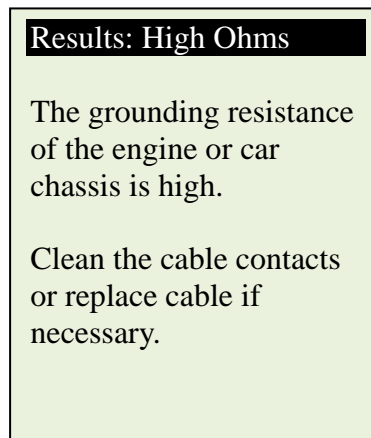 Results: High Ohms
The grounding resistance
of the engine or car
chassis is high.
Clean the cable contacts
or replace cable if
necessary.